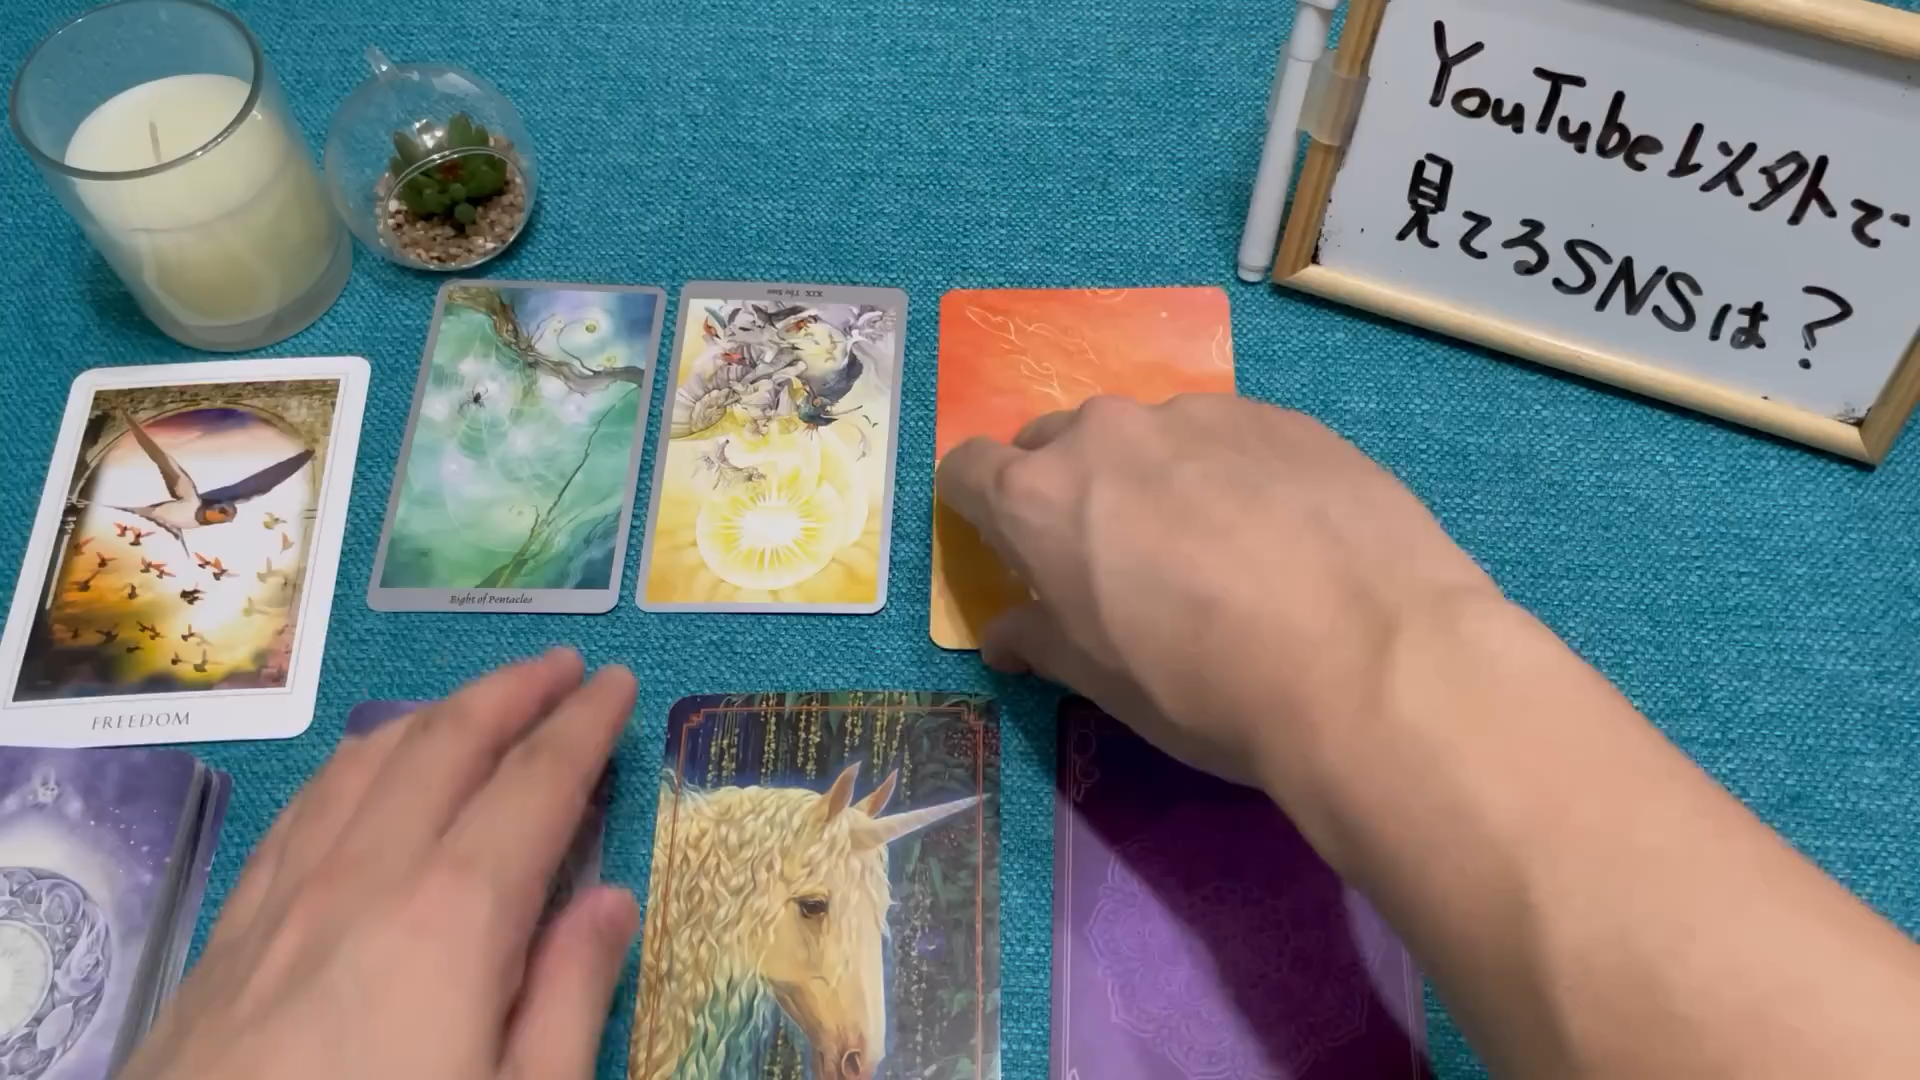 YouTube以外で
見てるSNSは?
XIX The Sun
Eight of Pentacles
FREEDOM